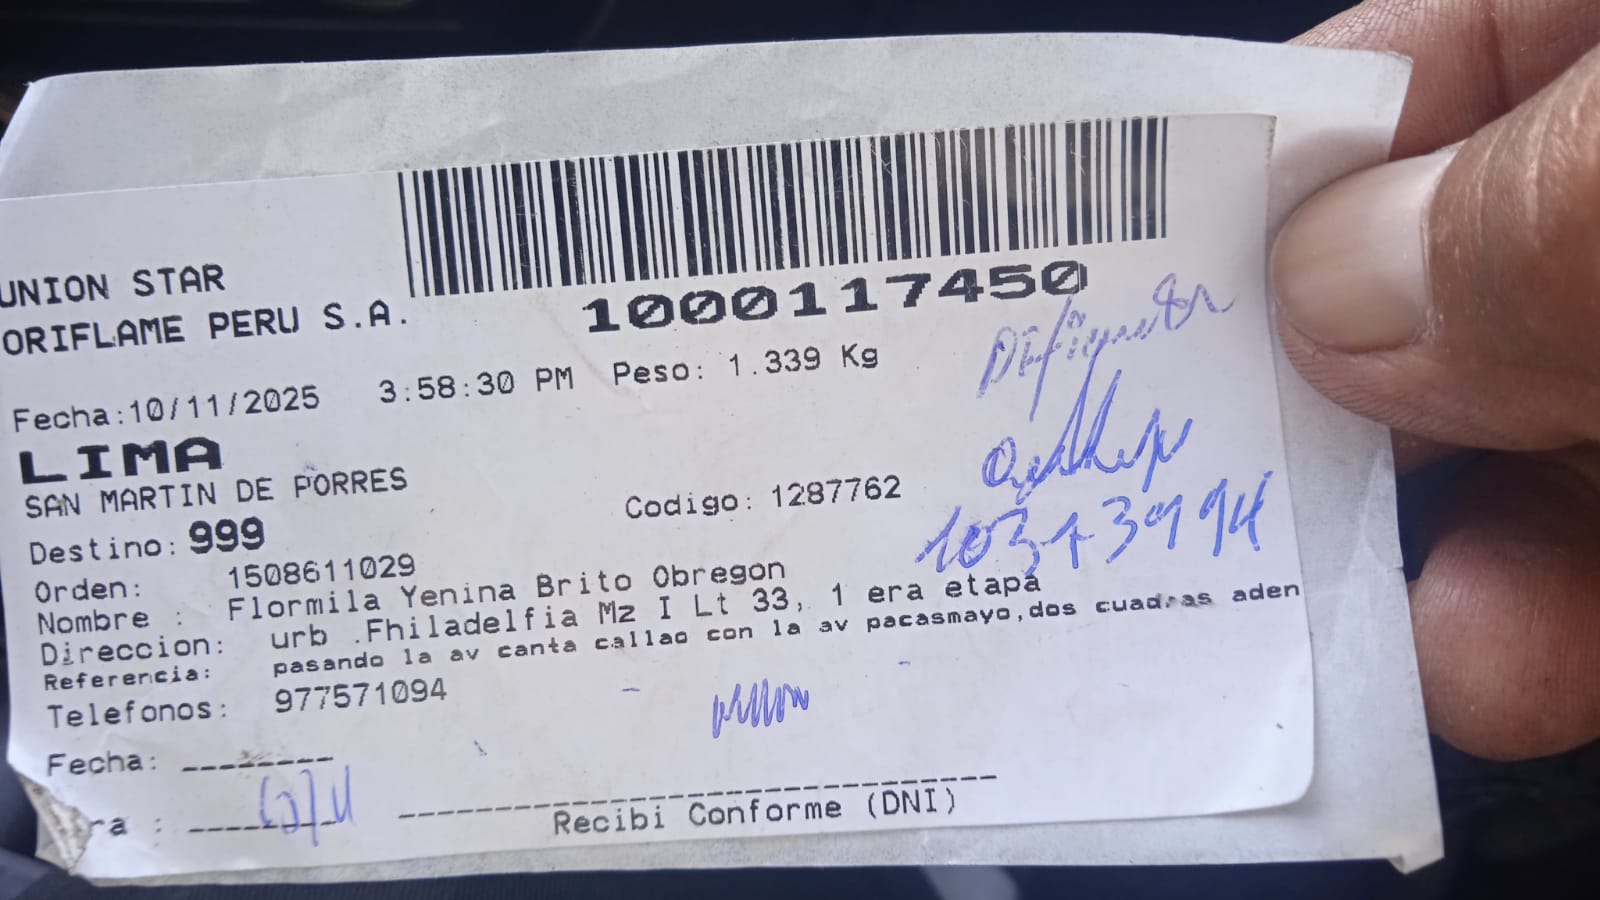 UNION STAR
ORIFLAME PERU S.A.
1000117450
Fecha:10/11/2025 3:58:30 PM Peso: 1.339 Kg
LIMA
SAN MARTIN DE PORRES
Codigo: 1287762
Destino: 999
Orden: 1508611029
Nombre : Flormila Yenina Brito Obregon
Direccion: urb .Fhiladelfia Mz I Lt 33, 1 era etapa
Referencia: pasando la av canta callao con la av pacasmayo,dos cuadras aden
Telefonos: 977571094
Fecha:
ra :
Recibi Conforme (DNI)